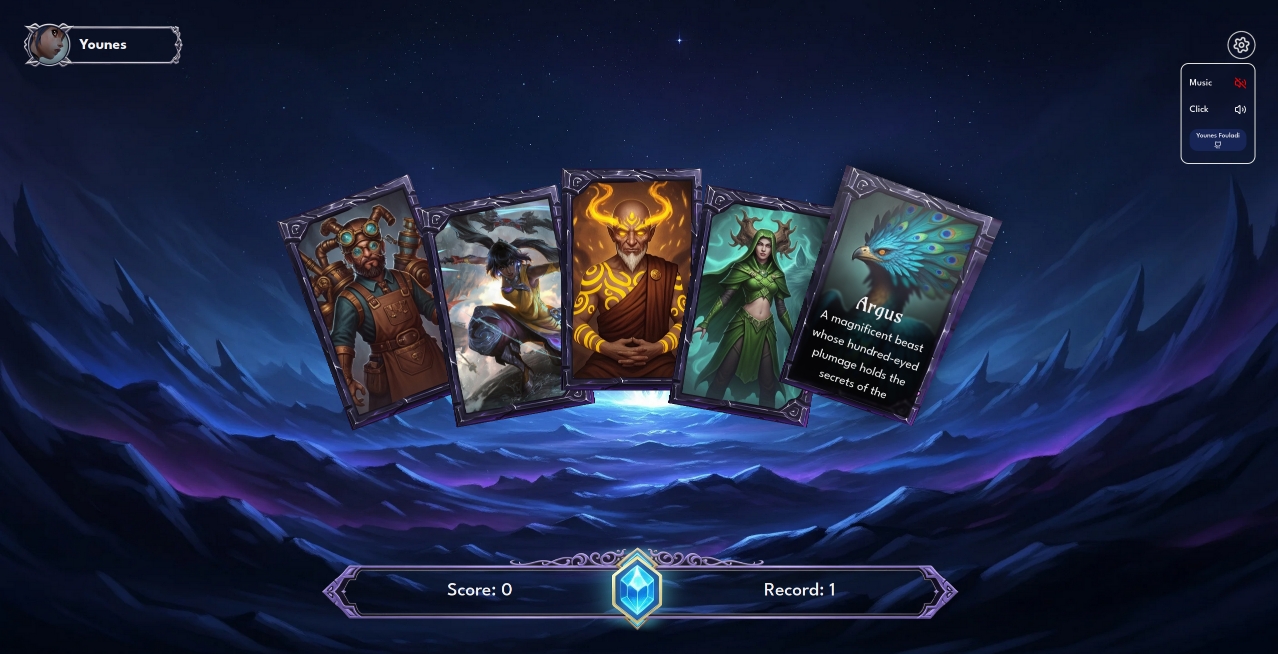 Younes
Music
Click
Younes Fouladi
Argus
A magnificent beast
whose hundred-eyed
plumage holds the
secrets of the
Score: 0
Record: 1